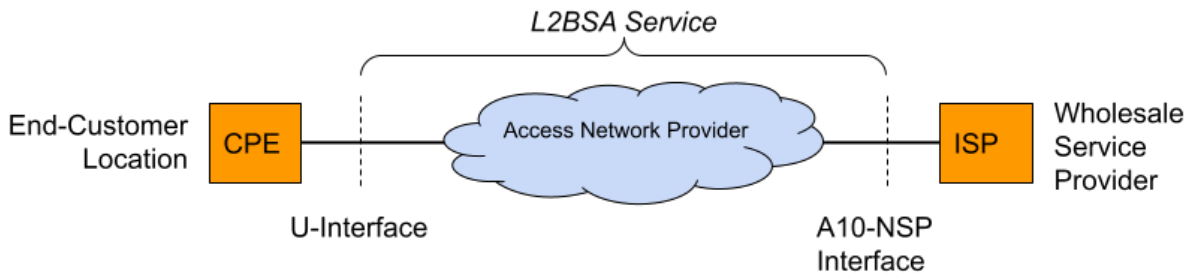 L2BSA Service
End-Customer
Location
CPE
Access Network Provider
ISP
Wholesale
Service
Provider
U-Interface
A10-NSP
Interface